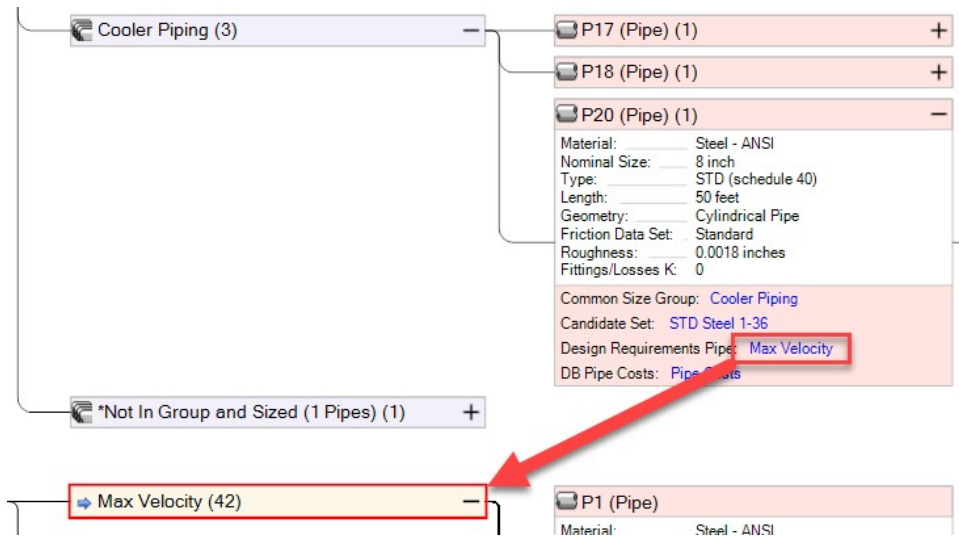 Cooler Piping (3) −
P17 (Pipe) (1) +
P18 (Pipe) (1) +
P20 (Pipe) (1) −
Material: Steel - ANSI
Nominal Size: 8 inch
Type: STD (schedule 40)
Length: 50 feet
Geometry: Cylindrical Pipe
Friction Data Set: Standard
Roughness: 0.0018 inches
Fittings/Losses K: 0
Common Size Group: Cooler Piping
Candidate Set: STD Steel 1-36
Design Requirements Pipe: Max Velocity
DB Pipe Costs: Pipe Costs
*Not In Group and Sized (1 Pipes) (1) +
Max Velocity (42) −
P1 (Pipe)
Material: Steel - ANSI